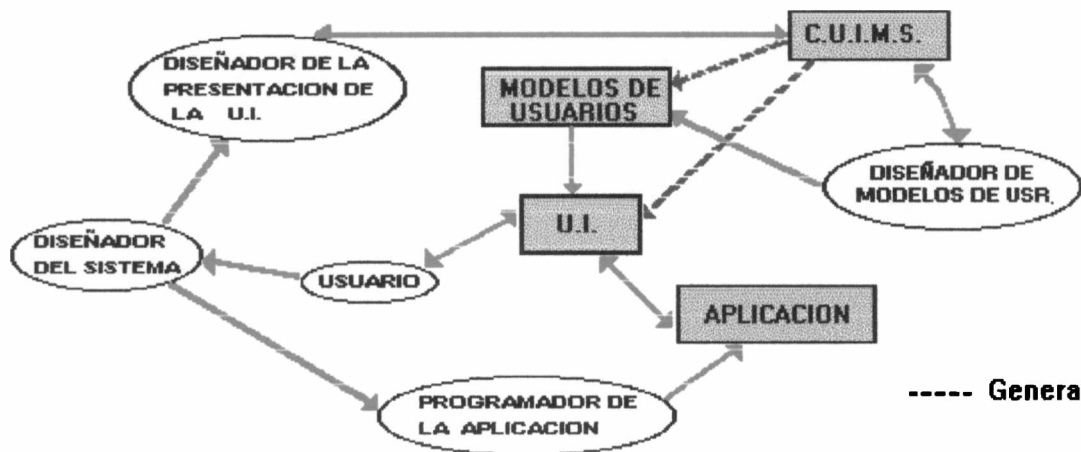 C.U.I.M.S.
DISEÑADOR DE LA
PRESENTACION DE
LA U.I.
MODELOS DE
USUARIOS
DISEÑADOR DE
MODELOS DE USR.
U.I.
DISEÑADOR
DEL SISTEMA
USUARIO
APLICACION
PROGRAMADOR DE
LA APLICACION
----- Genera